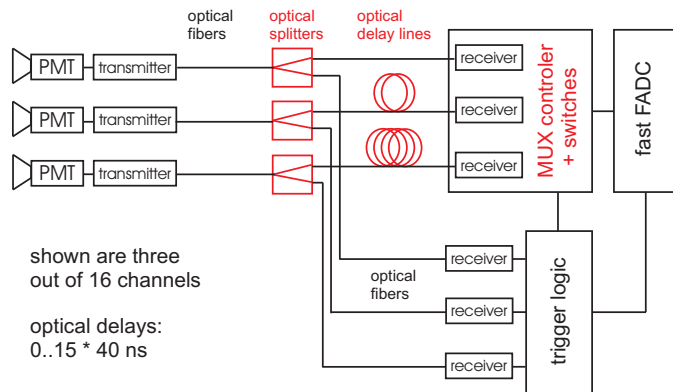 optical
fibers
optical
splitters
optical
delay lines
PMT
transmitter
receiver
PMT
transmitter
receiver
PMT
transmitter
receiver
MUX controler
+ switches
fast FADC
shown are three
out of 16 channels
optical delays:
0..15 * 40 ns
optical
fibers
receiver
receiver
receiver
trigger logic